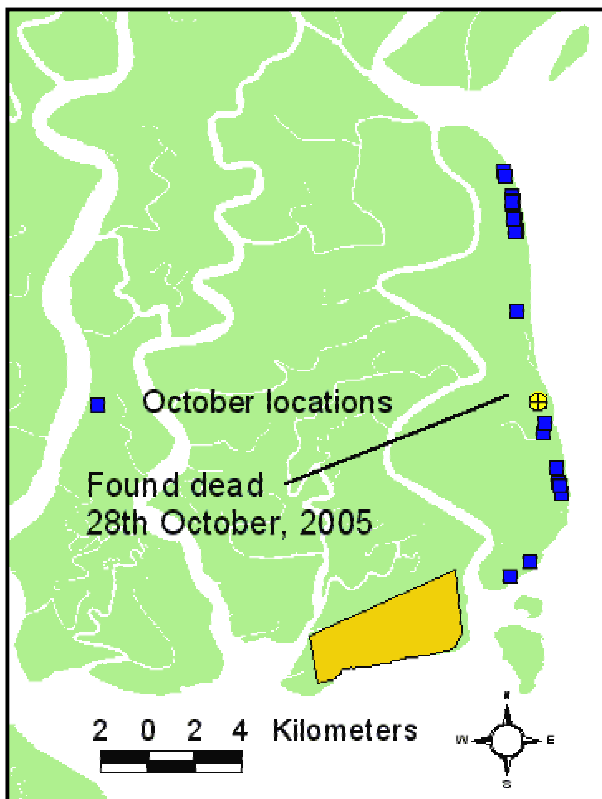 October locations
Found dead
28th October, 2005
2 0 2 4 Kilometers
N
W E
S